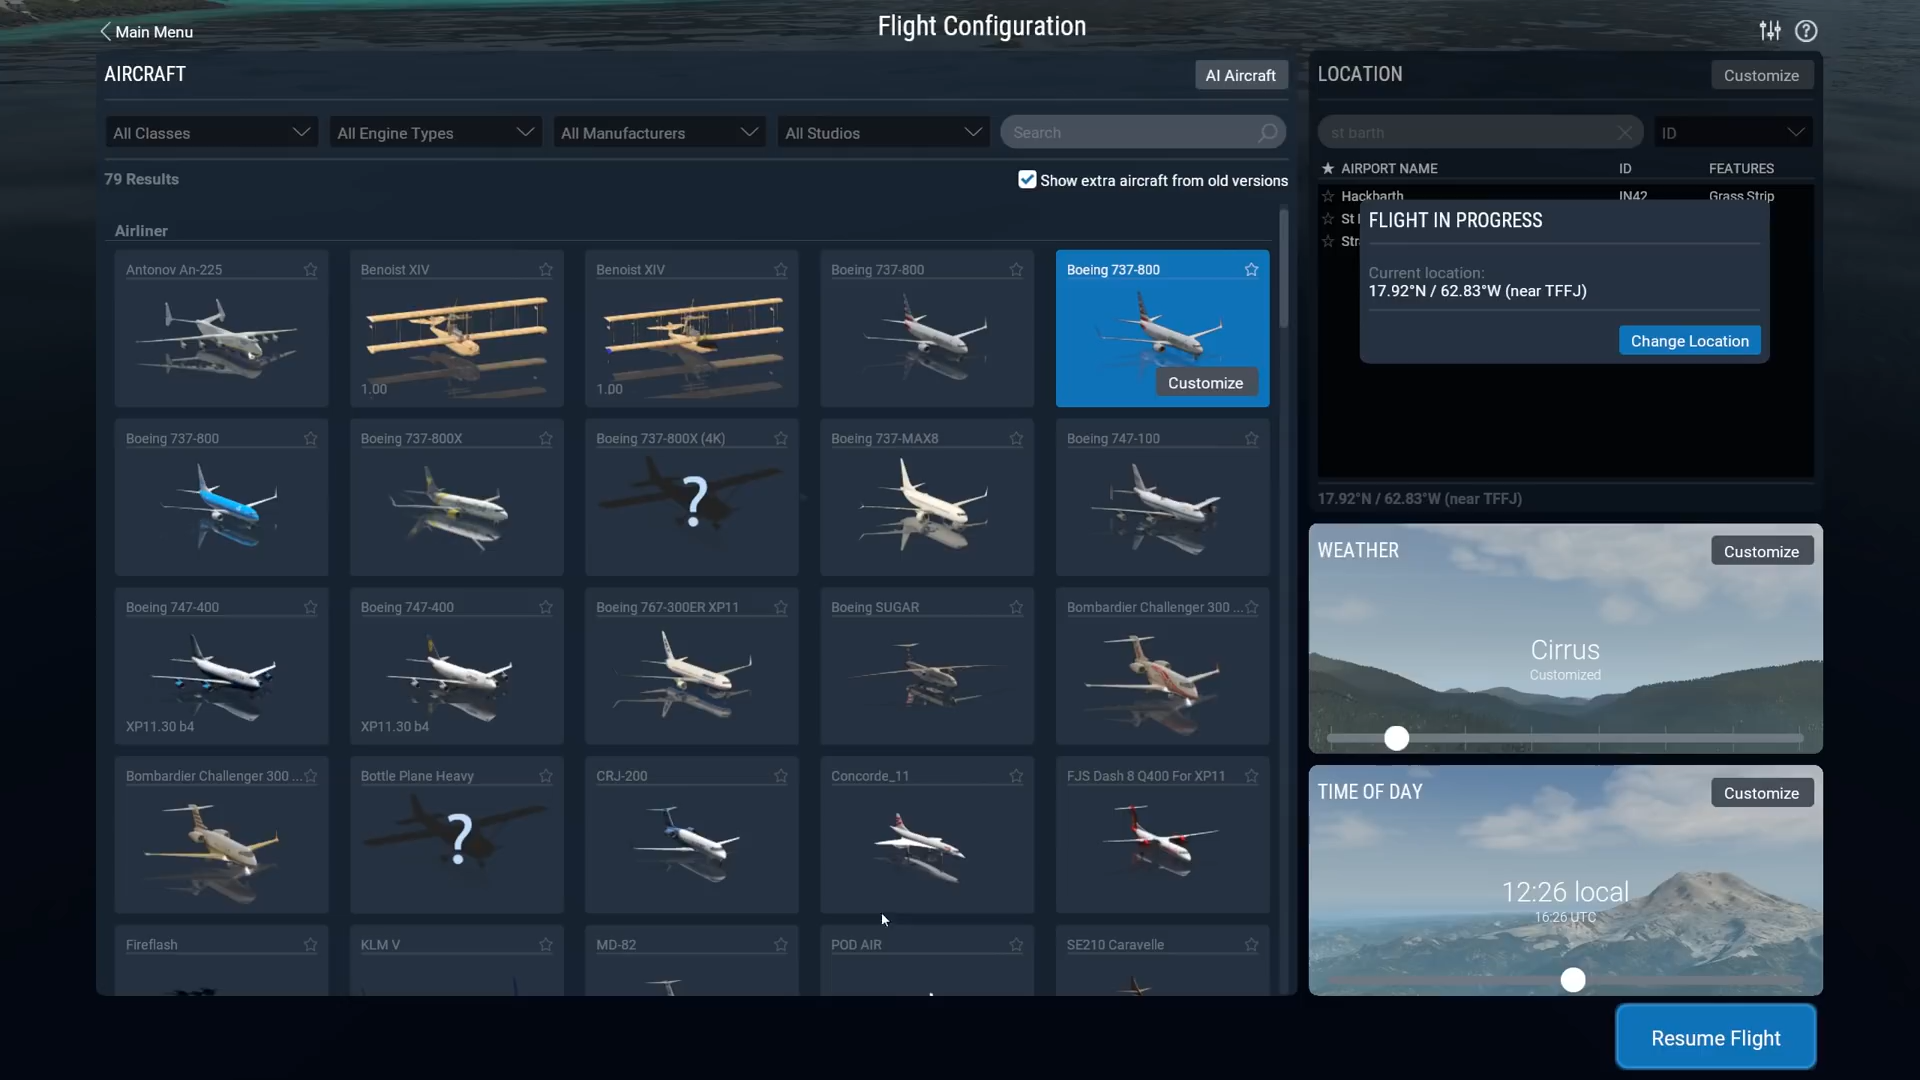 Main Menu
Flight Configuration
AIRCRAFT
AI Aircraft
All Classes
All Engine Types
All Manufacturers
All Studios
Search
79 Results
Show extra aircraft from old versions
Airliner
Antonov An-225
Benoist XIV
1.00
Benoist XIV
1.00
Boeing 737-800
Boeing 737-800
Customize
Boeing 737-800
Boeing 737-800X
Boeing 737-800X (4K)
?
Boeing 737-MAX8
Boeing 747-100
Boeing 747-400
XP11.30 b4
Boeing 747-400
XP11.30 b4
Boeing 767-300ER XP11
Boeing SUGAR
Bombardier Challenger 300 ...
Bombardier Challenger 300 ...
Bottle Plane Heavy
?
CRJ-200
Concorde_11
FJS Dash 8 Q400 For XP11
Fireflash
KLM V
MD-82
POD AIR
SE210 Caravelle
LOCATION
Customize
st barth
ID
AIRPORT NAME ID FEATURES
Hackbarth IN42 Grass Strip
St
Str
FLIGHT IN PROGRESS
Current location:
17.92°N / 62.83°W (near TFFJ)
Change Location
17.92°N / 62.83°W (near TFFJ)
WEATHER
Customize
Cirrus
Customized
TIME OF DAY
Customize
12:26 local
16:26 UTC
Resume Flight